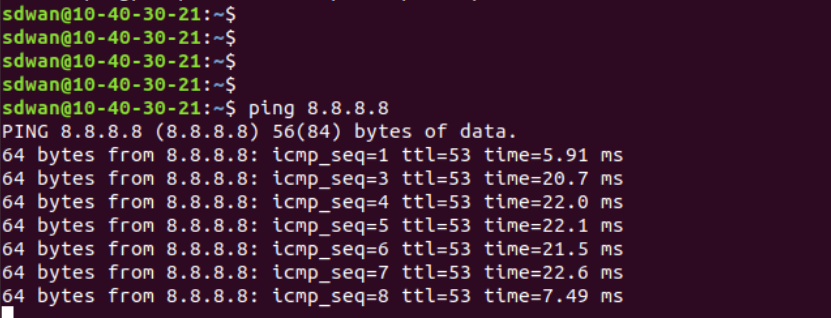 sdwan@10-40-30-21:~$
sdwan@10-40-30-21:~$
sdwan@10-40-30-21:~$
sdwan@10-40-30-21:~$
sdwan@10-40-30-21:~$ ping 8.8.8.8
PING 8.8.8.8 (8.8.8.8) 56(84) bytes of data.
64 bytes from 8.8.8.8: icmp_seq=1 ttl=53 time=5.91 ms
64 bytes from 8.8.8.8: icmp_seq=3 ttl=53 time=20.7 ms
64 bytes from 8.8.8.8: icmp_seq=4 ttl=53 time=22.0 ms
64 bytes from 8.8.8.8: icmp_seq=5 ttl=53 time=22.1 ms
64 bytes from 8.8.8.8: icmp_seq=6 ttl=53 time=21.5 ms
64 bytes from 8.8.8.8: icmp_seq=7 ttl=53 time=22.6 ms
64 bytes from 8.8.8.8: icmp_seq=8 ttl=53 time=7.49 ms